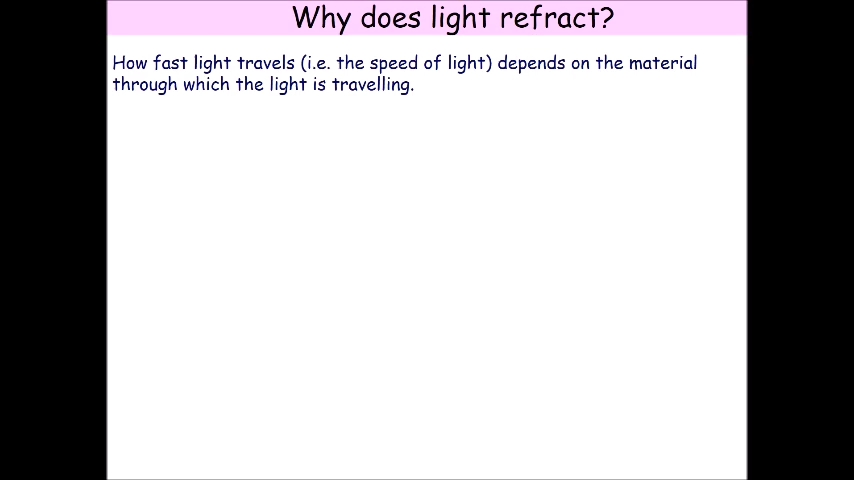 Why does light refract?
How fast light travels (i.e. the speed of light) depends on the material
through which the light is travelling.